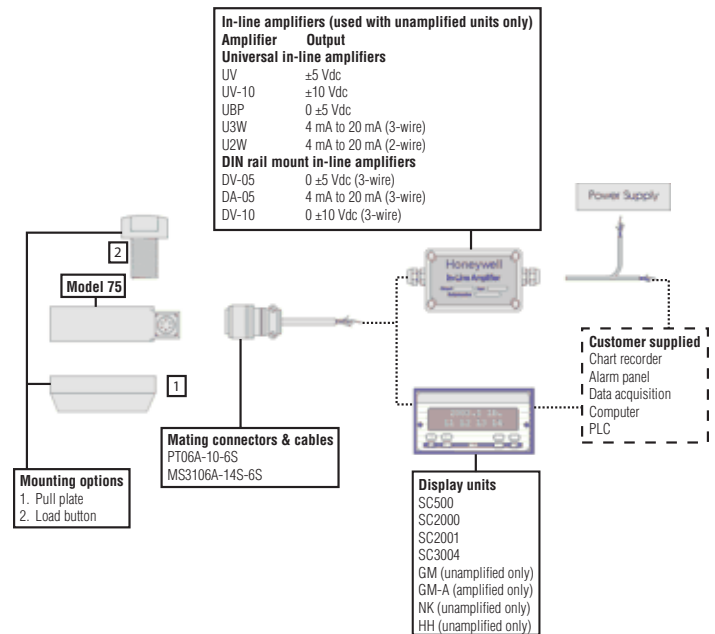 In-line amplifiers (used with unamplified units only)
Amplifier Output
Universal in-line amplifiers
UV ±5 Vdc
UV-10 ±10 Vdc
UBP 0 ±5 Vdc
U3W 4 mA to 20 mA (3-wire)
U2W 4 mA to 20 mA (2-wire)
DIN rail mount in-line amplifiers
DV-05 0 ±5 Vdc (3-wire)
DA-05 4 mA to 20 mA (3-wire)
DV-10 0 ±10 Vdc (3-wire)
Power Supply
2
Model 75
Honeywell
In-Line Amplifier
1
Customer supplied
Chart recorder
Alarm panel
Data acquisition
Computer
PLC
Mating connectors & cables
PT06A-10-6S
MS3106A-14S-6S
Mounting options
1. Pull plate
2. Load button
Display units
SC500
SC2000
SC2001
SC3004
GM (unamplified only)
GM-A (amplified only)
NK (unamplified only)
HH (unamplified only)